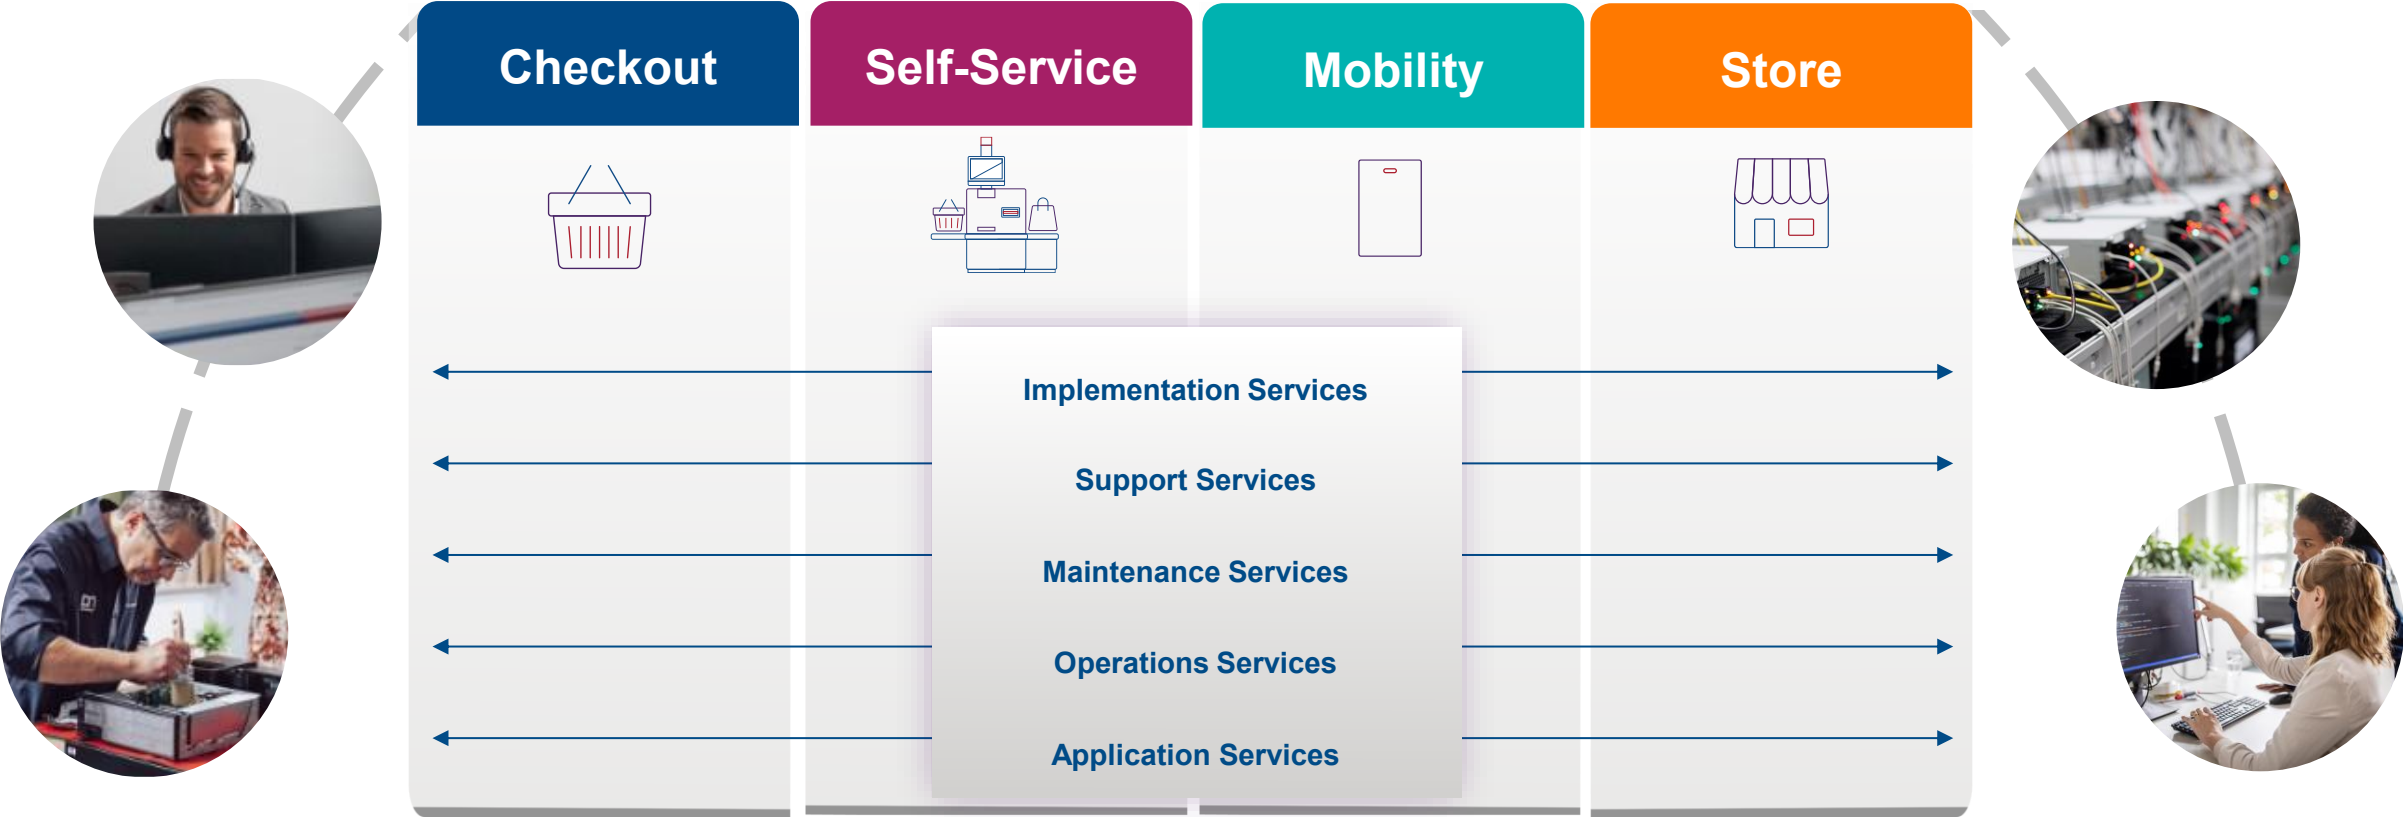 Checkout
Self-Service
Mobility
Store
Implementation Services
Support Services
Maintenance Services
Operations Services
Application Services